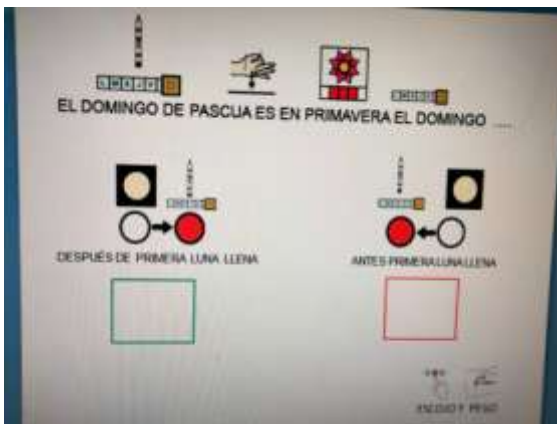 EL DOMINGO DE PASCUA ES EN PRIMAVERA EL DOMINGO ....
DESPUÉS DE PRIMERA LUNA LLENA
ANTES PRIMERA LUNA LLENA
ESCOJO Y PEGO